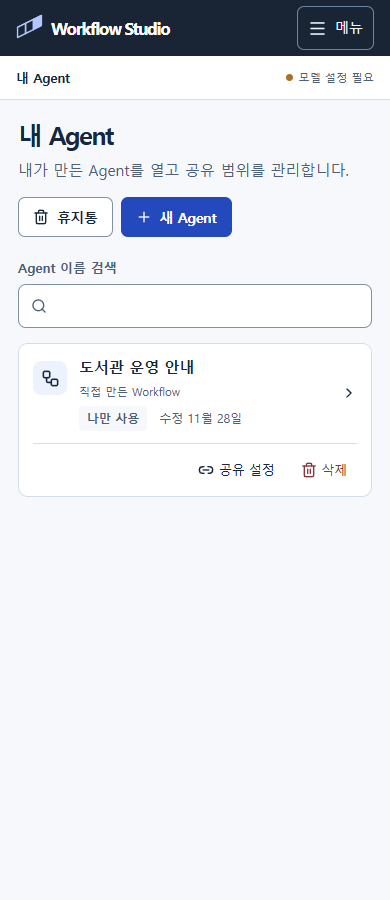 Workflow Studio
메뉴
내 Agent
모델 설정 필요
내 Agent
내가 만든 Agent를 열고 공유 범위를 관리합니다.
휴지통
새 Agent
Agent 이름 검색
도서관 운영 안내
직접 만든 Workflow
나만 사용
수정 11월 28일
공유 설정
삭제